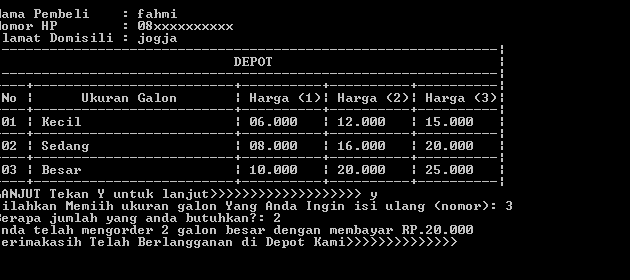 ama Pembeli : fahmi
omor HP : 08xxxxxxxxxx
lamat Domisili : jogja
DEPOT
No | Ukuran Galon | Harga (1) | Harga (2) | Harga (3)
01 | Kecil | 06.000 | 12.000 | 15.000
02 | Sedang | 08.000 | 16.000 | 20.000
03 | Besar | 10.000 | 20.000 | 25.000
ANJUT Tekan Y untuk lanjut>>>>>>>>>>>>>>>>>>>> y
ilahkan Memiih ukuran galon Yang Anda Ingin isi ulang (nomor): 3
erapa jumlah yang anda butuhkan?: 2
nda telah mengorder 2 galon besar dengan membayar RP.20.000
erimakasih Telah Berlangganan di Depot Kami>>>>>>>>>>>>>>